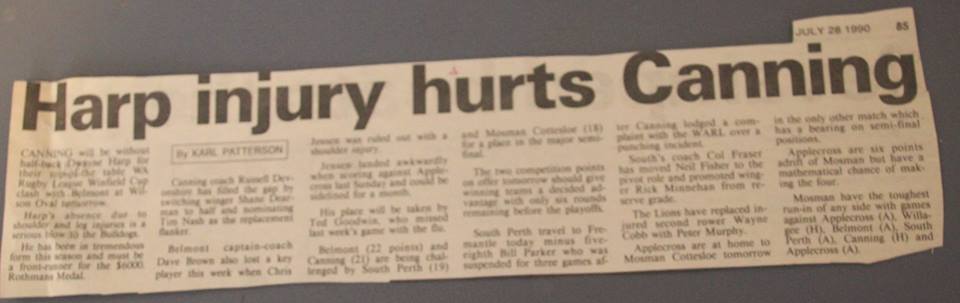 JULY 28 1990 85
Harp injury hurts Canning
By KARL PATTERSON
CANNING will be without
half-back Dwayne Harp for
their top-of-the table WA
Rugby League Winfield Cup
clash with Belmont at Wil-
son Oval tomorrow.
Harp's absence due to
shoulder and leg injuries is a
serious blow to the Bulldogs.
He has been in tremendous
form this season and must be
a front-runner for the $6000
Rothmans Medal.
Canning coach Russell Dev-
onshire has filled the gap by
switching winger Shane Dear-
man to half and nominating
Tim Nash as the replacement
flanker.
Belmont captain-coach
Dave Brown also lost a key
player this week when Chris
Jensen was ruled out with a
shoulder injury.
Jensen landed awkwardly
when scoring against Apple-
cross last Sunday and could be
sidelined for a month.
His place will be taken by
Ted Goodwin, who missed
last week's game with the flu.
Belmont (22 points) and
Canning (21) are being chal-
lenged by South Perth (19)
and Mosman Cottesloe (18)
for a place in the major semi-
final.
The two competition points
on offer tomorrow should give
winning teams a decided ad-
vantage with only six rounds
remaining before the playoffs.
South Perth travel to Fre-
mantle today minus five-
eighth Bill Parker who was
suspended for three games af-
ter Canning lodged a com-
plaint with the WARL over a
punching incident.
South's coach Col Fraser
has moved Neil Fisher to the
pivot role and promoted wing-
er Rick Minnehan from re-
serve grade.
The Lions have replaced in-
jured second rower Wayne
Cobb with Peter Murphy.
Applecross are at home to
Mosman Cottesloe tomorrow
in the only other match which
has a bearing on semi-final
positions.
Applecross are six points
adrift of Mosman but have a
mathematical chance of mak-
ing the four.
Mosman have the toughest
run-in of any side with games
against Applecross (A), Willa-
gee (H), Belmont (A), South
Perth (A), Canning (H) and
Applecross (A).